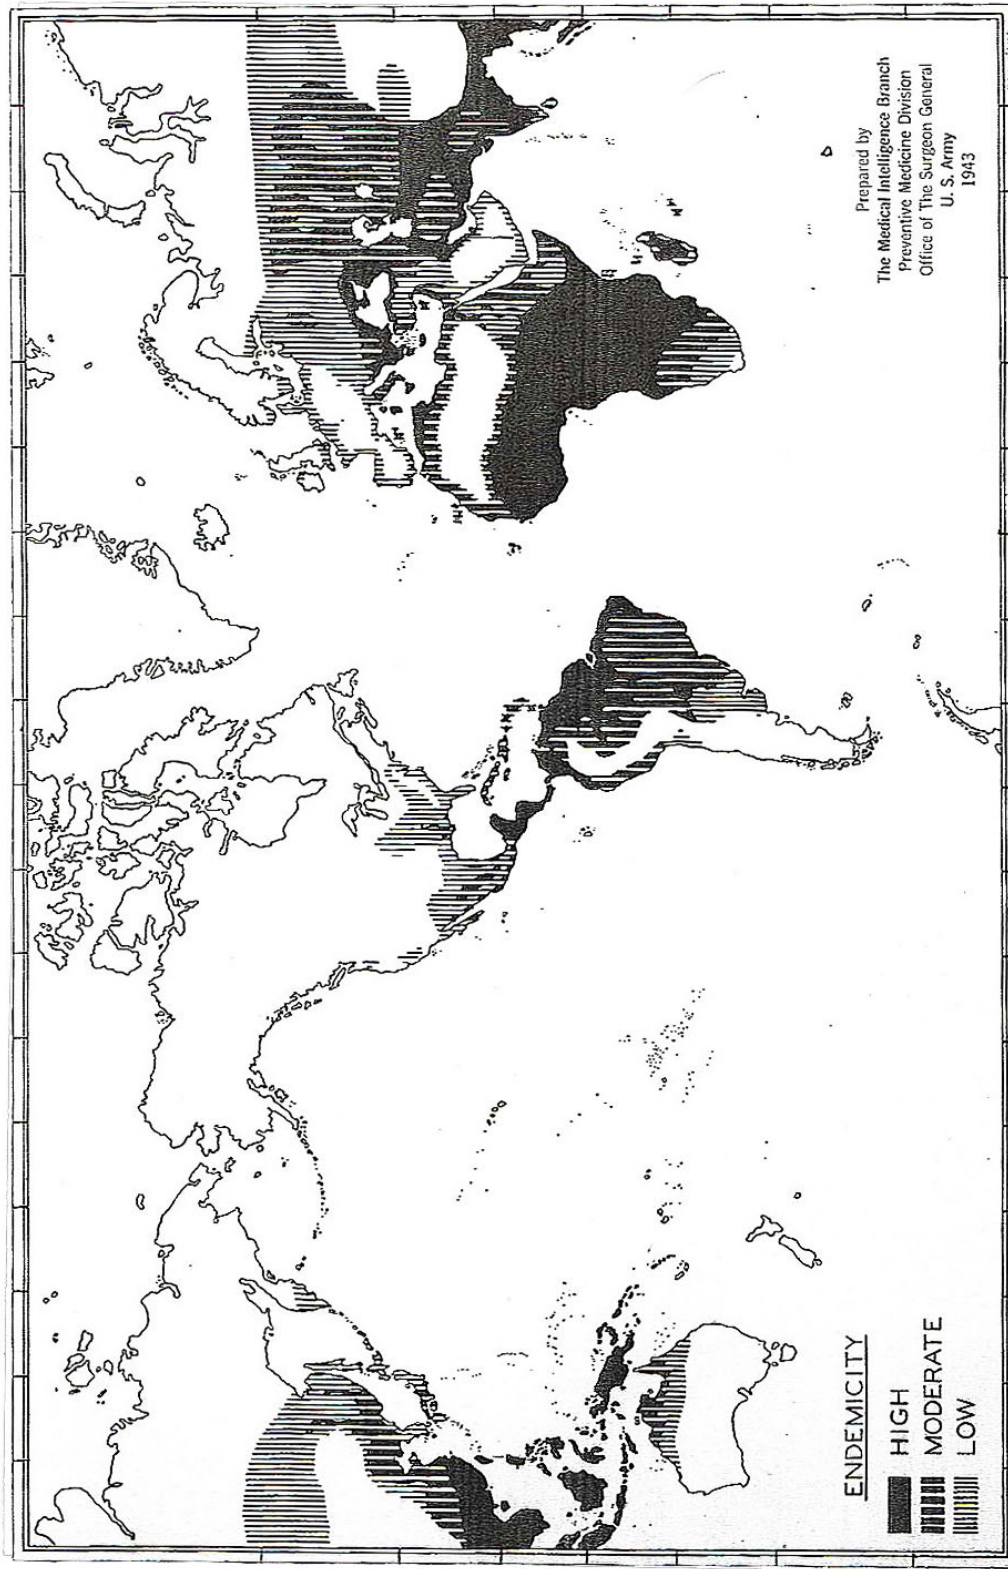 Prepared by
The Medical Intelligence Branch
Preventive Medicine Division
Office of The Surgeon General
U. S. Army
1943
ENDEMICITY
HIGH
MODERATE
LOW